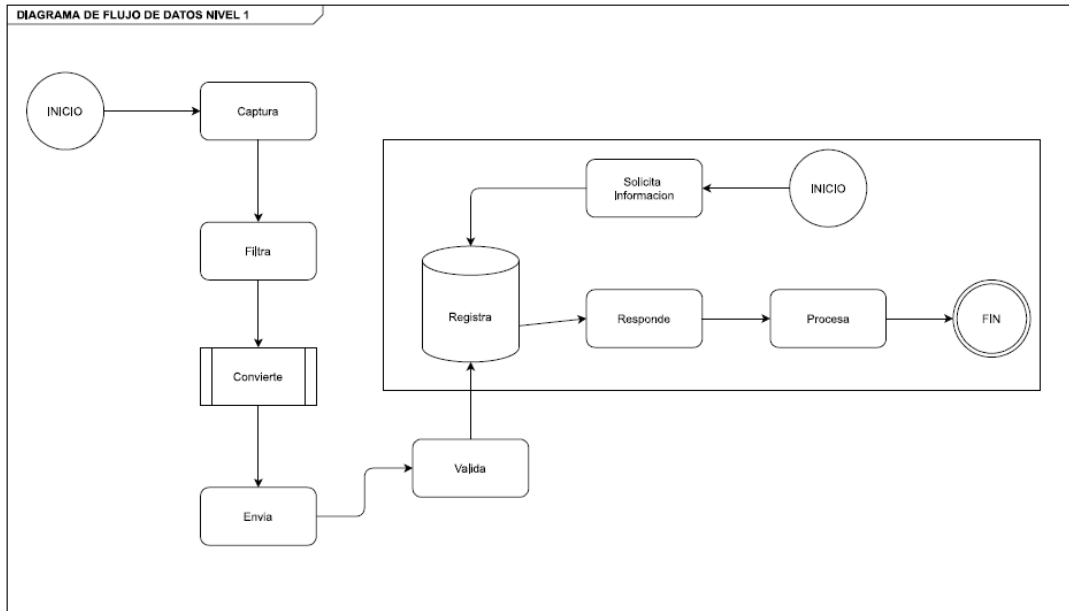 DIAGRAMA DE FLUJO DE DATOS NIVEL 1
INICIO
Captura
Filtra
Convierte
Envia
Valida
Solicita
Informacion
INICIO
Registra
Responde
Procesa
FIN